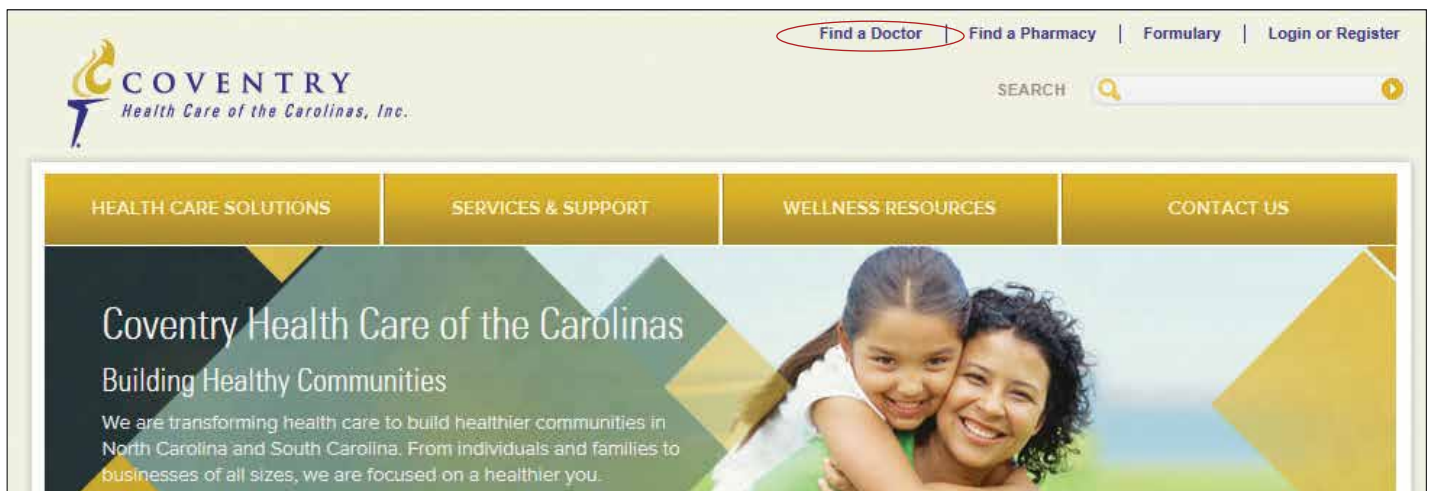 Find a Doctor | Find a Pharmacy | Formulary | Login or Register
COVENTRY
Health Care of the Carolinas, Inc.
SEARCH
HEALTH CARE SOLUTIONS
SERVICES & SUPPORT
WELLNESS RESOURCES
CONTACT US
Coventry Health Care of the Carolinas
Building Healthy Communities
We are transforming health care to build healthier communities in
North Carolina and South Carolina. From individuals and families to
businesses of all sizes, we are focused on a healthier you.